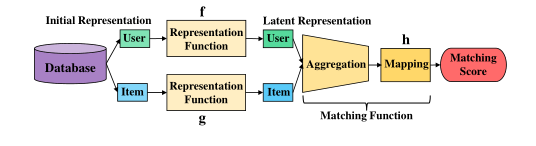 f
Initial Representation
Latent Representation
User
Representation
Function
User
h
Database
Aggregation
Mapping
Matching
Score
Item
Representation
Function
Item
g
Matching Function